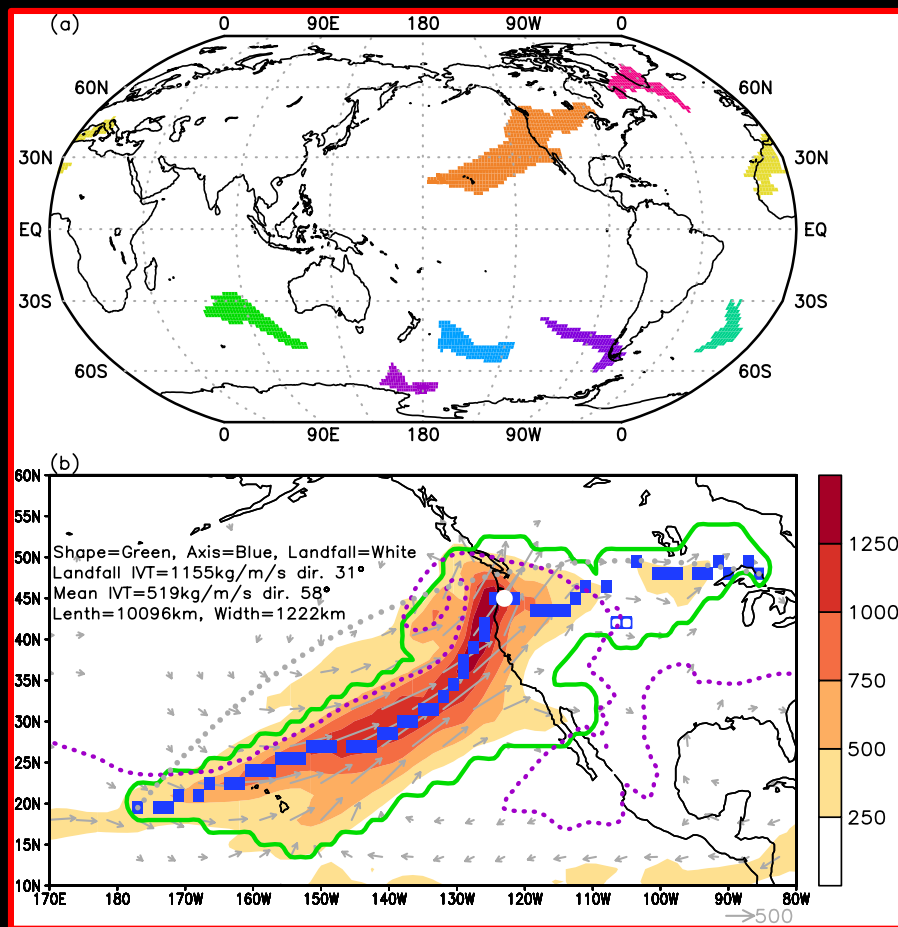 (a)
0 90E 180 90W 0
60N 60N
30N 30N
EQ EQ
30S 30S
60S 60S
0 90E 180 90W 0
(b)
60N
55N
50N
45N
40N
35N
30N
25N
20N
15N
10N
Shape=Green, Axis=Blue, Landfall=White
Landfall IVT=1155kg/m/s dir. 31°
Mean IVT=519kg/m/s dir. 58°
Lenth=10096km, Width=1222km
1250
1000
750
500
250
170E 180 170W 160W 150W 140W 130W 120W 110W 100W 90W 80W
500